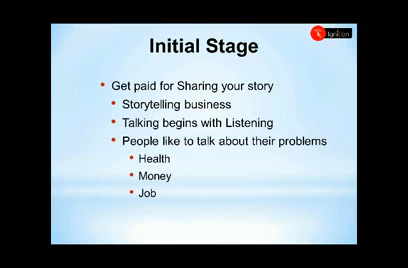 Ignition
Initial Stage
Get paid for Sharing your story
Storytelling business
Talking begins with Listening
People like to talk about their problems
Health
Money
Job